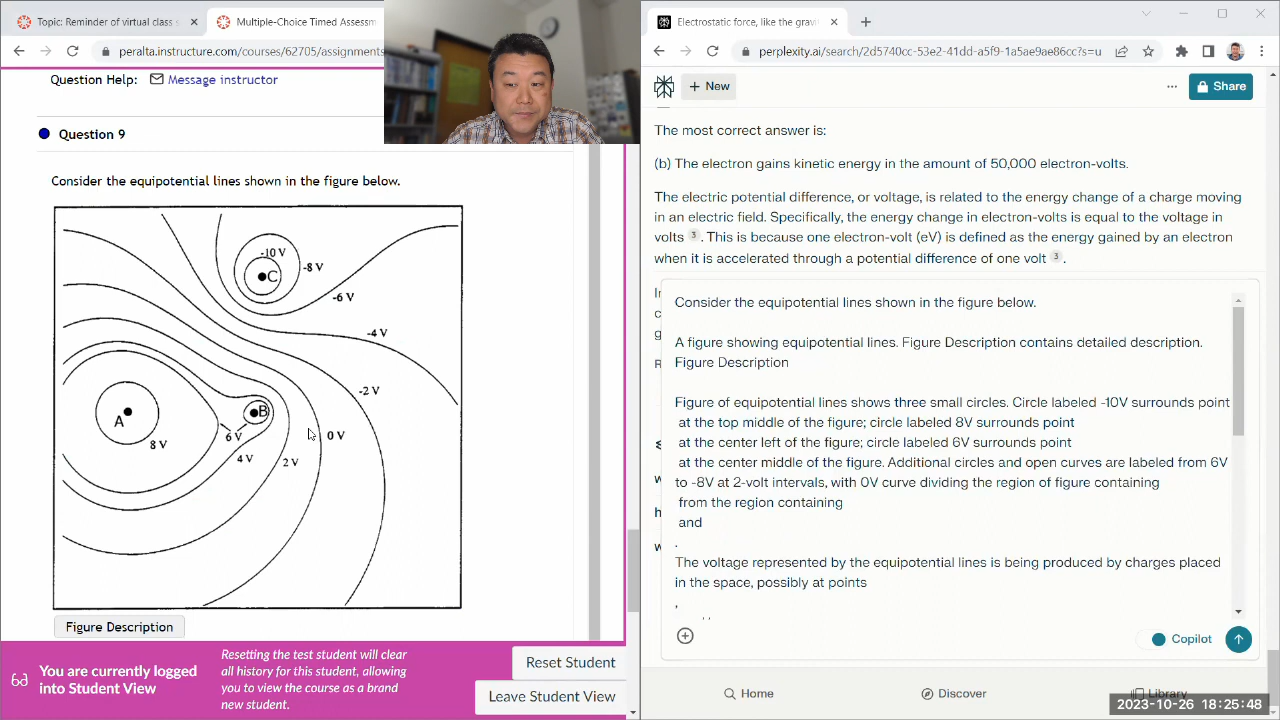 Topic: Reminder of virtual class s
Multiple-Choice Timed Assessm
Electrostatic force, like the gravi
peralta.instructure.com/courses/62705/assignments
perplexity.ai/search/2d5740cc-53e2-41dd-a5f9-1a5ae9ae86cc?s=u
Question Help: Message instructor
Question 9
Consider the equipotential lines shown in the figure below.
-10 V
C
-8 V
-6 V
-4 V
-2 V
B
A
6 V
0 V
8 V
4 V
2 V
Figure Description
You are currently logged
into Student View
Resetting the test student will clear
all history for this student, allowing
you to view the course as a brand
new student.
Reset Student
Leave Student View
New
Share
The most correct answer is:
(b) The electron gains kinetic energy in the amount of 50,000 electron-volts.
The electric potential difference, or voltage, is related to the energy change of a charge moving
in an electric field. Specifically, the energy change in electron-volts is equal to the voltage in
volts 3. This is because one electron-volt (eV) is defined as the energy gained by an electron
when it is accelerated through a potential difference of one volt 3.
Consider the equipotential lines shown in the figure below.
A figure showing equipotential lines. Figure Description contains detailed description.
Figure Description
Figure of equipotential lines shows three small circles. Circle labeled -10V surrounds point
at the top middle of the figure; circle labeled 8V surrounds point
at the center left of the figure; circle labeled 6V surrounds point
at the center middle of the figure. Additional circles and open curves are labeled from 6V
to -8V at 2-volt intervals, with 0V curve dividing the region of figure containing
from the region containing
and
.
The voltage represented by the equipotential lines is being produced by charges placed
in the space, possibly at points
,
Copilot
Home
Discover
Library
2023-10-26 18:25:48